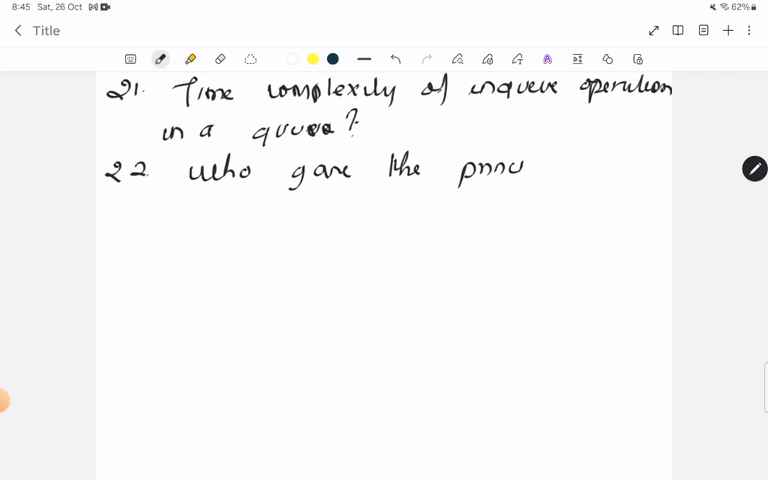 8:45 Sat, 26 Oct 62%
Title
21. Time complexity of enqueue operation
in a queue?
22. who gave the